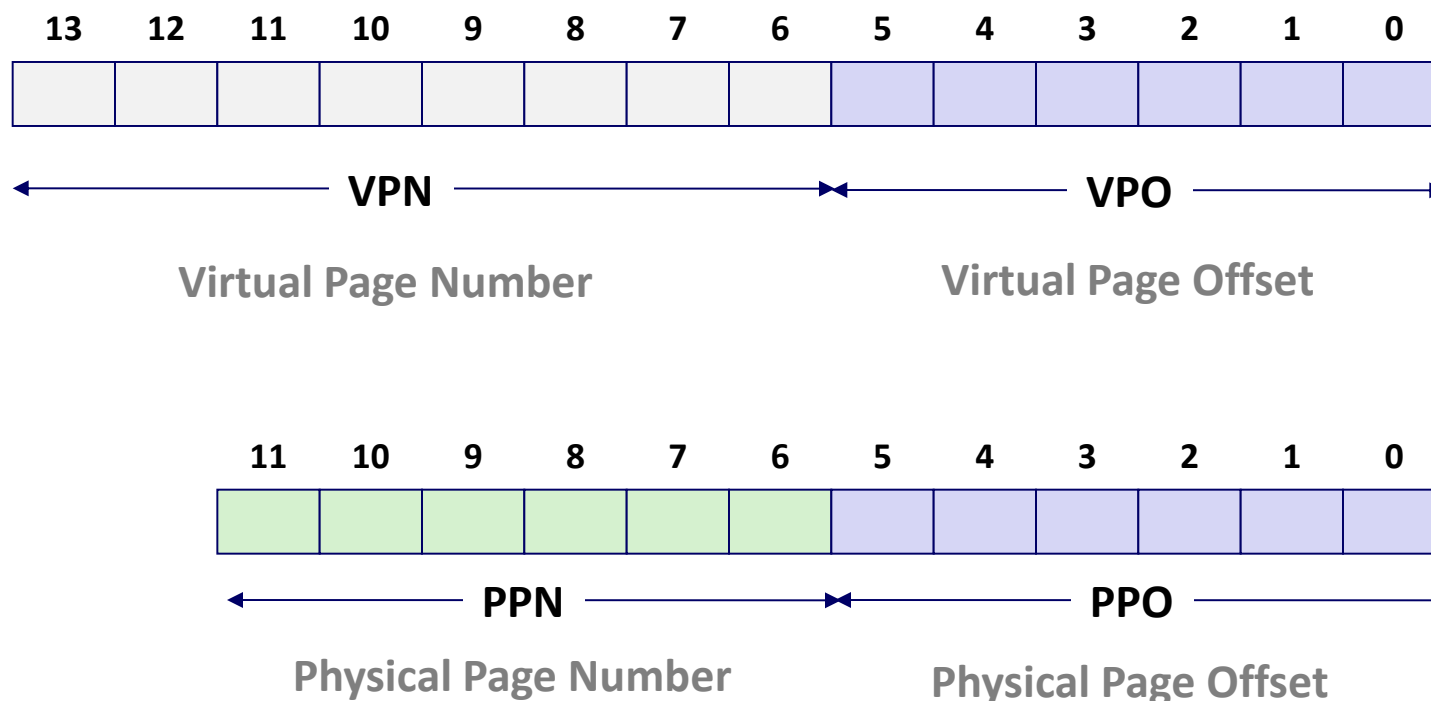 13 12 11 10 9 8 7 6 5 4 3 2 1 0
VPN VPO
Virtual Page Number Virtual Page Offset
11 10 9 8 7 6 5 4 3 2 1 0
PPN PPO
Physical Page Number Physical Page Offset